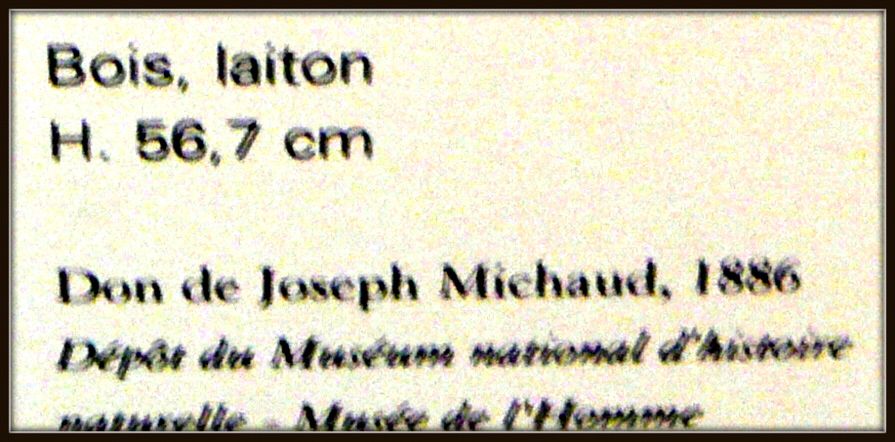 Bois, laiton
H. 56,7 cm
Don de Joseph Michaud, 1886
Dépôt du Muséum national d'histoire
naturelle - Musée de l'Homme